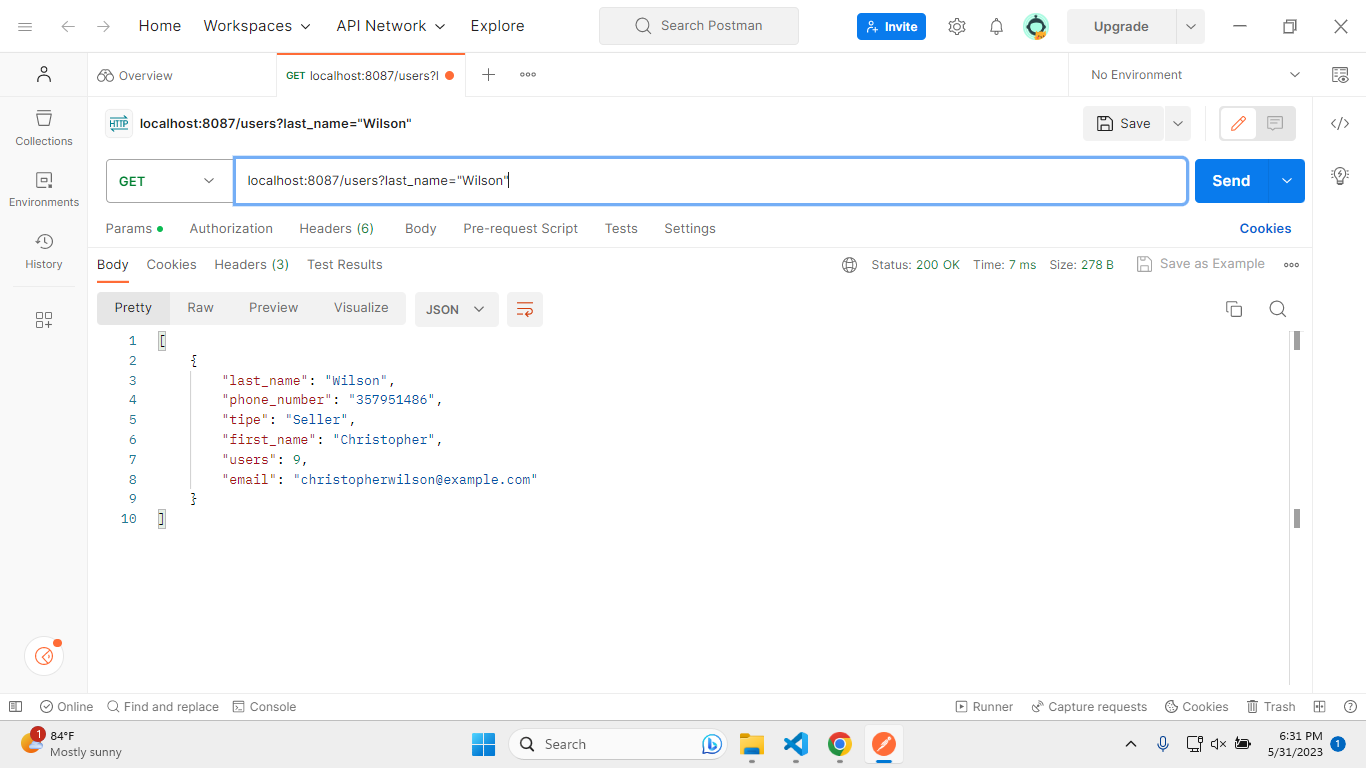 Home Workspaces API Network Explore Search Postman Invite Upgrade
Overview GET localhost:8087/users?l No Environment
HTTP localhost:8087/users?last_name="Wilson" Save
Collections
GET localhost:8087/users?last_name="Wilson" Send
Environments
Params Authorization Headers (6) Body Pre-request Script Tests Settings Cookies
History
Body Cookies Headers (3) Test Results Status: 200 OK Time: 7 ms Size: 278 B Save as Example
Pretty Raw Preview Visualize JSON
1 [
2 {
3 "last_name": "Wilson",
4 "phone_number": "357951486",
5 "tipe": "Seller",
6 "first_name": "Christopher",
7 "users": 9,
8 "email": "christopherwilson@example.com"
9 }
10 ]
Online Find and replace Console Runner Capture requests Cookies Trash
1 84°F
Mostly sunny
Search
6:31 PM
5/31/2023 1